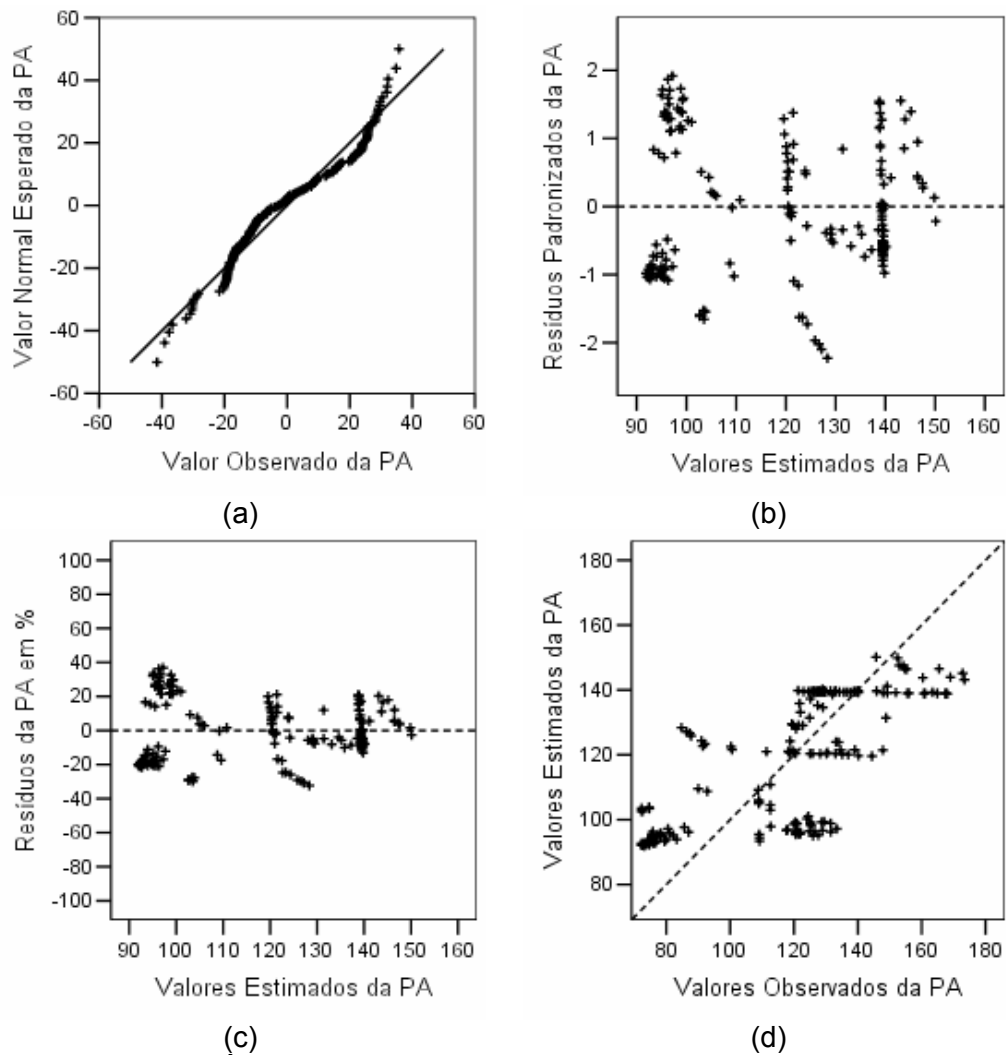 Valor Normal Esperado da PA
60
40
20
0
-20
-40
-60
-60 -40 -20 0 20 40 60
Valor Observado da PA
(a)
Resíduos Padronizados da PA
2
1
0
-1
-2
90 100 110 120 130 140 150 160
Valores Estimados da PA
(b)
Resíduos da PA em %
100
80
60
40
20
0
-20
-40
-60
-80
-100
90 100 110 120 130 140 150 160
Valores Estimados da PA
(c)
Valores Estimados da PA
180
160
140
120
100
80
80 100 120 140 160 180
Valores Observados da PA
(d)